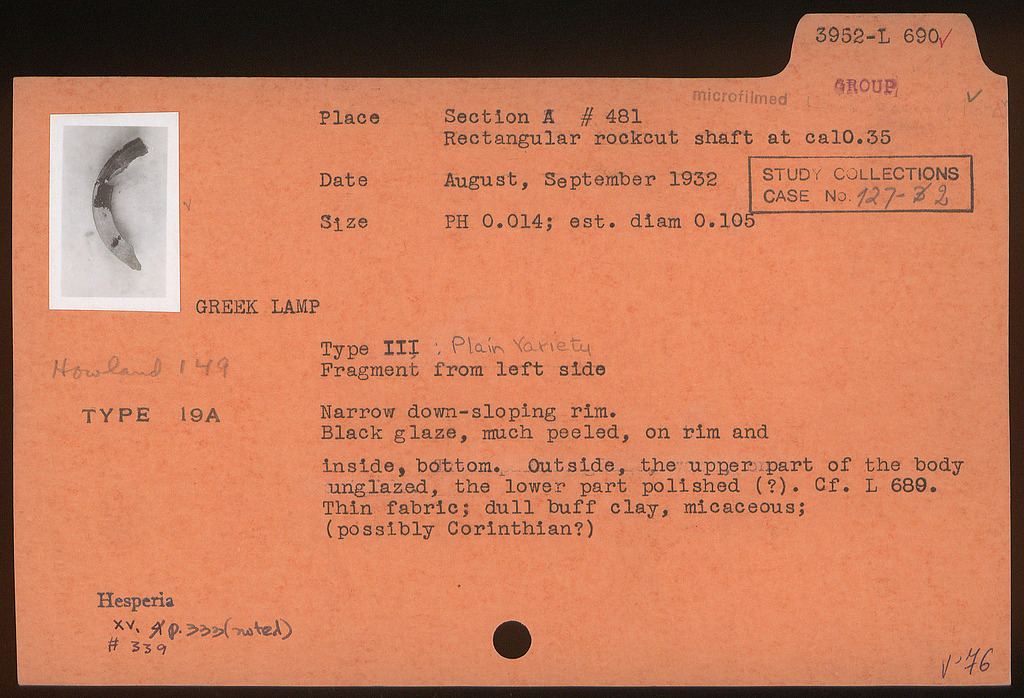 3952-L 690✓
GROUP
microfilmed
✓
Place Section A # 481
Rectangular rockcut shaft at ca10.35
Date August, September 1932
STUDY COLLECTIONS
CASE No. 127-2
Size PH 0.014; est. diam 0.105
GREEK LAMP
Type III : Plain Variety
Howland 149
Fragment from left side
TYPE 19A
Narrow down-sloping rim.
Black glaze, much peeled, on rim and
inside, bottom. Outside, the upper part of the body
unglazed, the lower part polished (?). Cf. L 689.
Thin fabric; dull buff clay, micaceous;
(possibly Corinthian?)
Hesperia
XV, p. 333 (noted)
# 339
✓'76